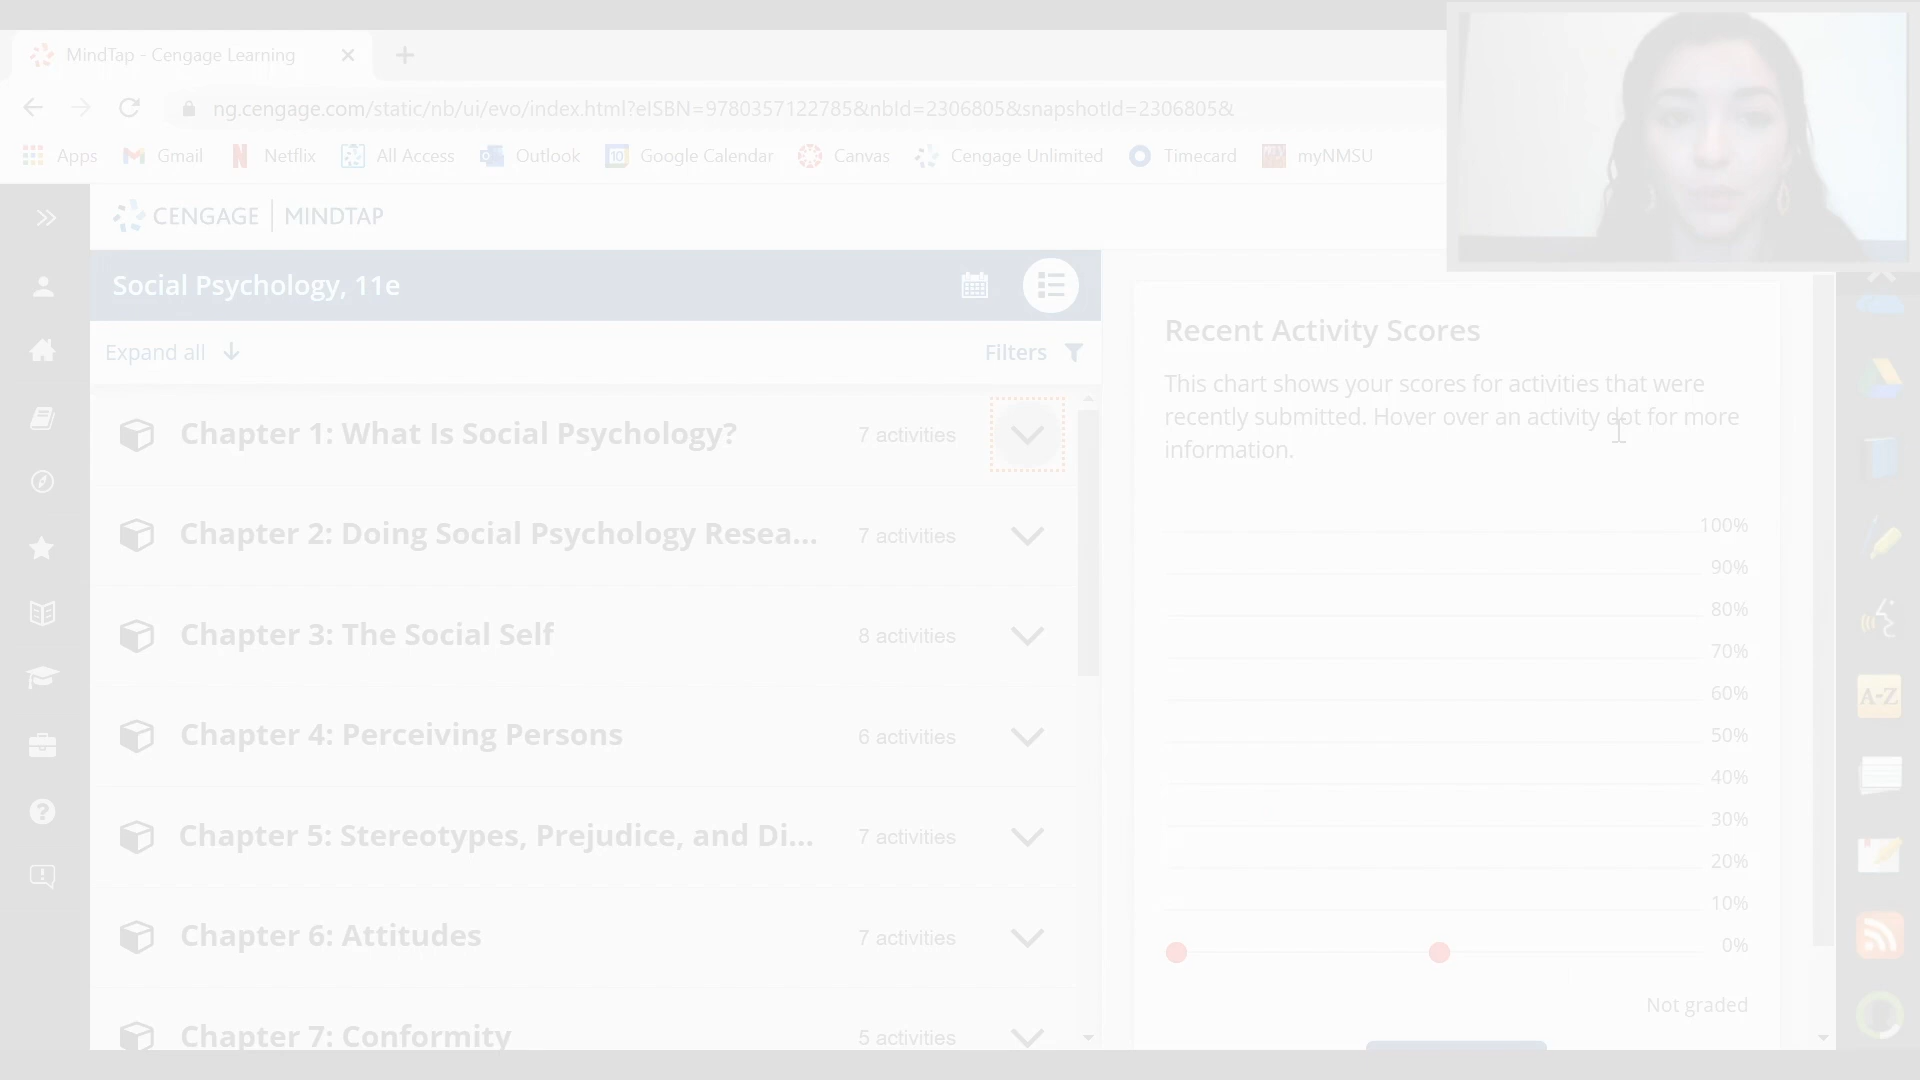 MindTap - Cengage Learning
ng.cengage.com/static/nb/ui/evo/index.html?eISBN=9780357122785&nbId=2306805&snapshotId=2306805&
Apps Gmail Netflix All Access Outlook 10 Google Calendar Canvas Cengage Unlimited Timecard myNMSU
CENGAGE | MINDTAP
Social Psychology, 11e
Expand all Filters
Chapter 1: What Is Social Psychology? 7 activities
Chapter 2: Doing Social Psychology Resea... 7 activities
Chapter 3: The Social Self 8 activities
Chapter 4: Perceiving Persons 6 activities
Chapter 5: Stereotypes, Prejudice, and Di... 7 activities
Chapter 6: Attitudes 7 activities
Chapter 7: Conformity 5 activities
Recent Activity Scores
This chart shows your scores for activities that were
recently submitted. Hover over an activity dot for more
information.
100%
90%
80%
70%
60%
50%
40%
30%
20%
10%
0%
Not graded
A-Z